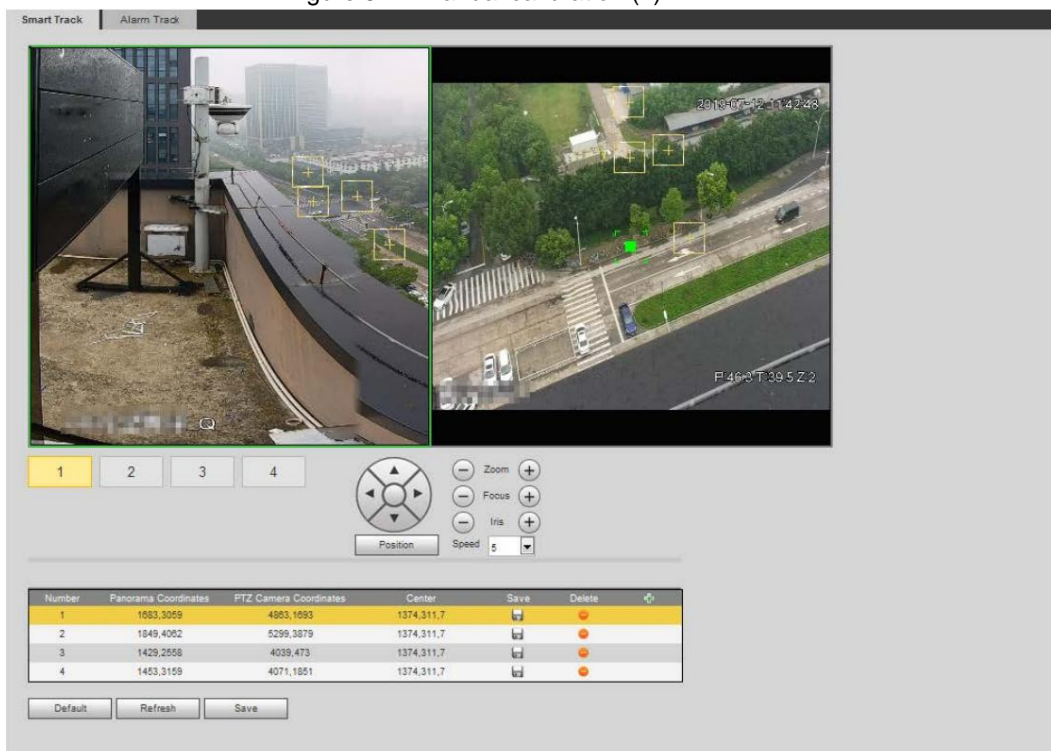 Smart Track Alarm Track
2019-07-12 11:42:48
P:46.3 T:39.5 Z:2
1 2 3 4
Zoom
Focus
Iris
Position Speed 5
Number Panorama Coordinates PTZ Camera Coordinates Center Save Delete
1 1683,3059 4863,1693 1374,311,7
2 1849,4062 5299,3879 1374,311,7
3 1429,2558 4039,473 1374,311,7
4 1453,3159 4071,1851 1374,311,7
Default Refresh Save